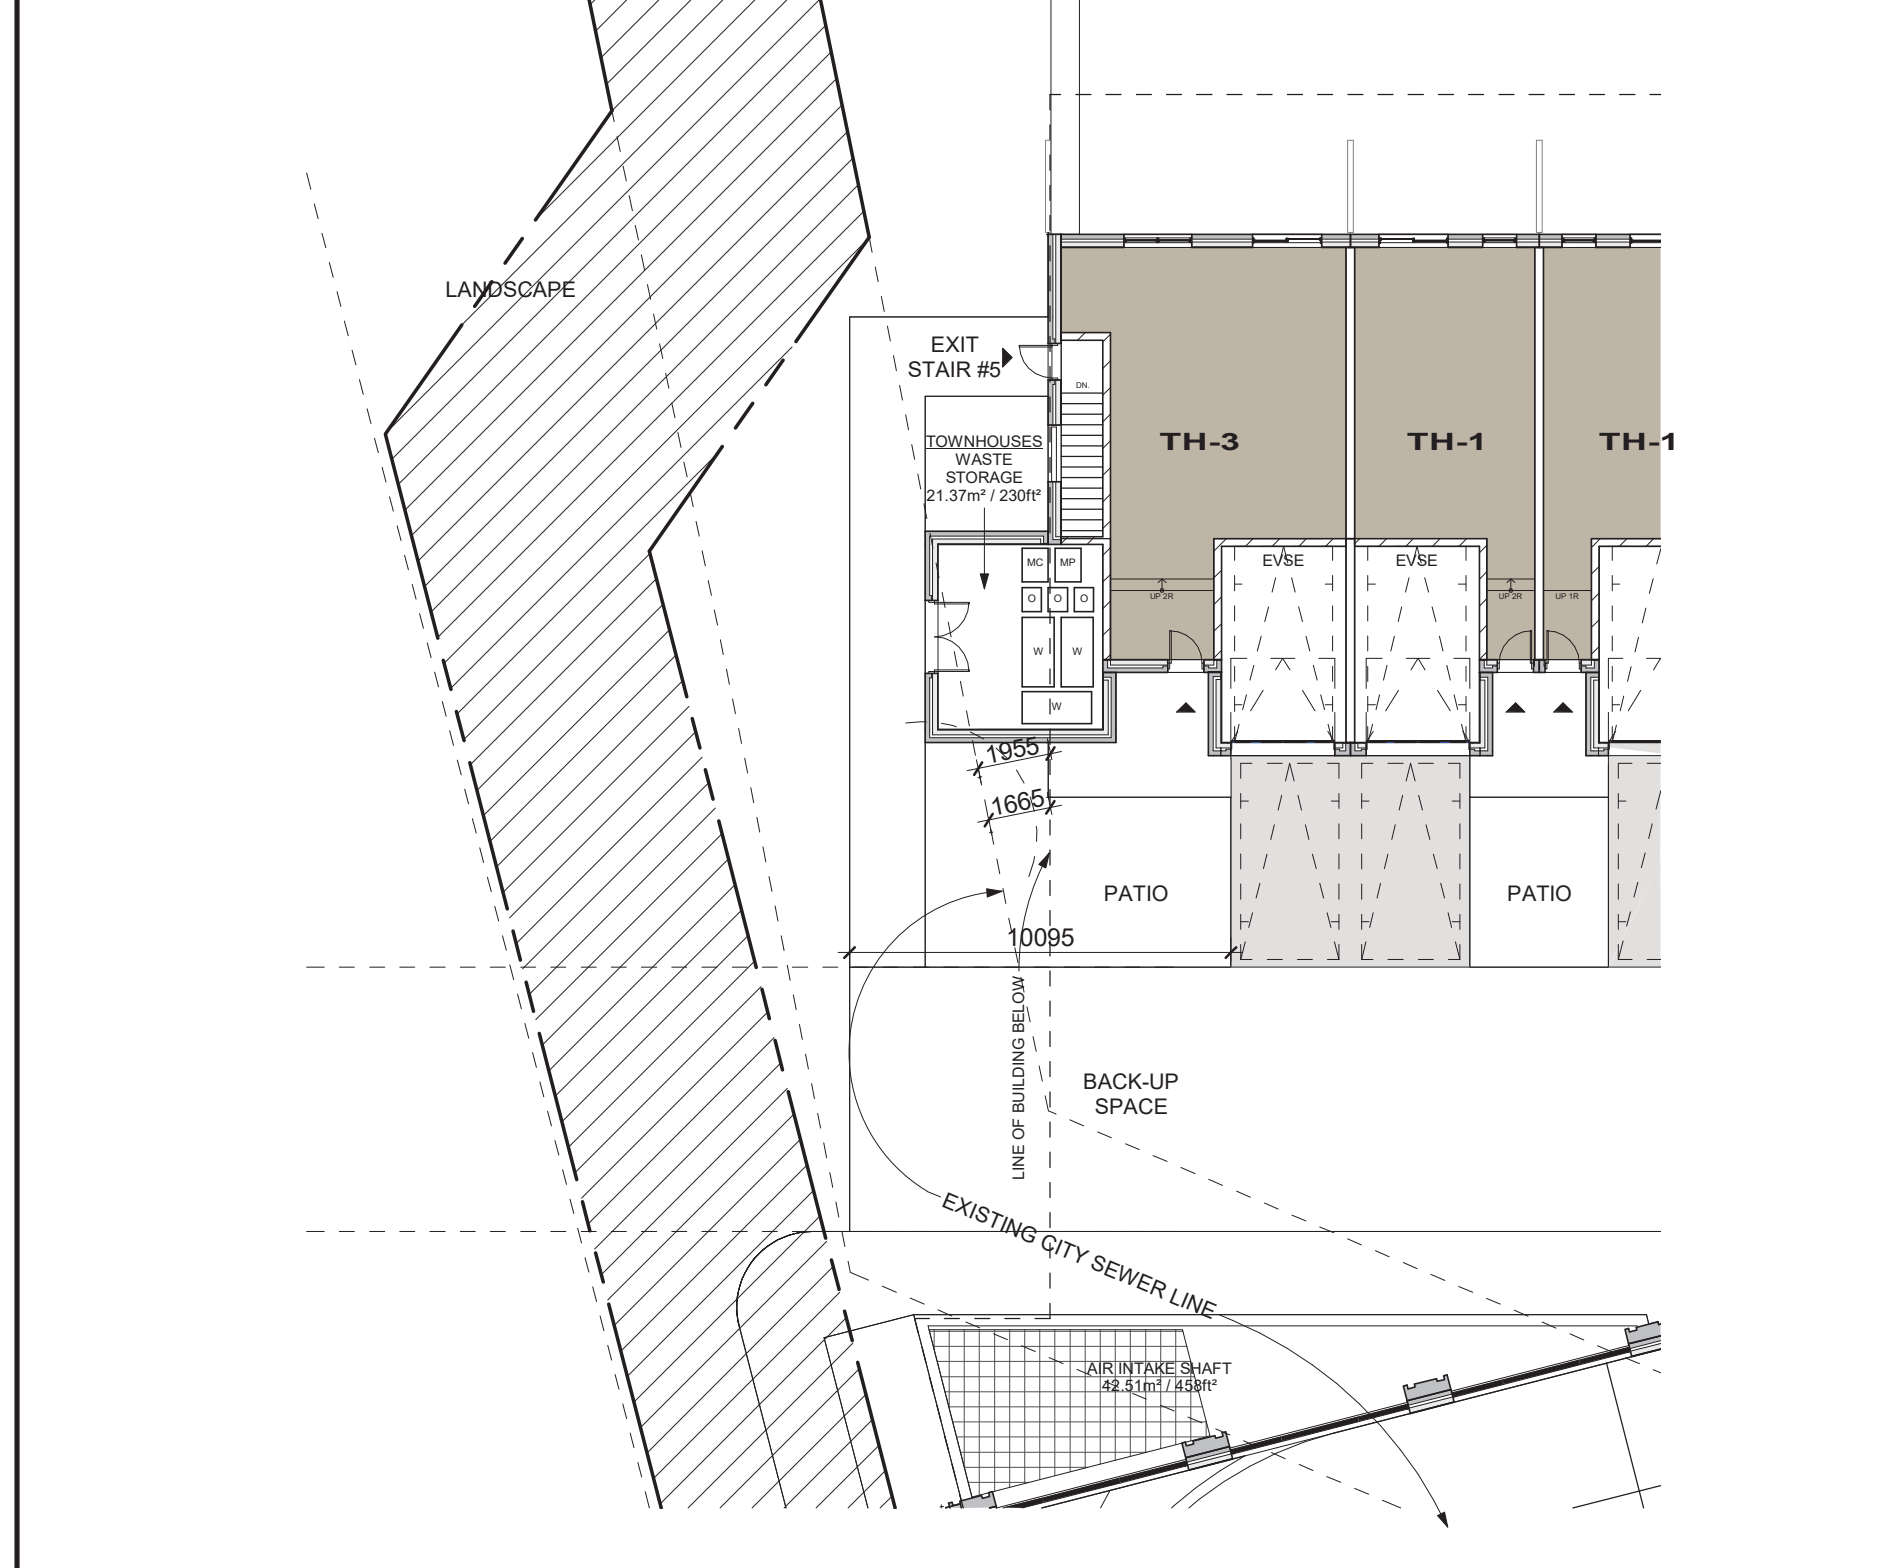 LANDSCAPE
EXIT
STAIR #5
DN.
TOWNHOUSES
WASTE
STORAGE
21.37m² / 230ft²
TH-3
TH-1
TH-1
MC
MP
O
O
O
W
W
W
EVSE
EVSE
UP 2R
UP 2R
UP 1R
1955
1665
PATIO
PATIO
10095
LINE OF BUILDING BELOW
BACK-UP
SPACE
EXISTING CITY SEWER LINE
AIR INTAKE SHAFT
42.51m² / 458ft²